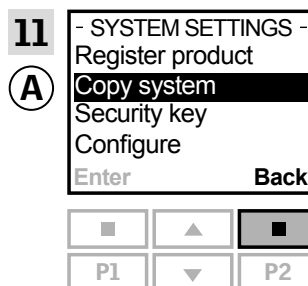 11
A
- SYSTEM SETTINGS -
Register product
Copy system
Security key
Configure
Enter Back
P1 P2